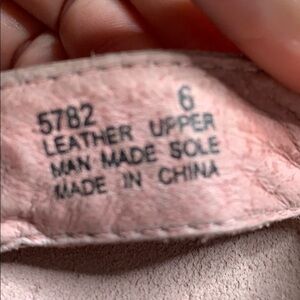 5782 6
LEATHER UPPER
MAN MADE SOLE
MADE IN CHINA